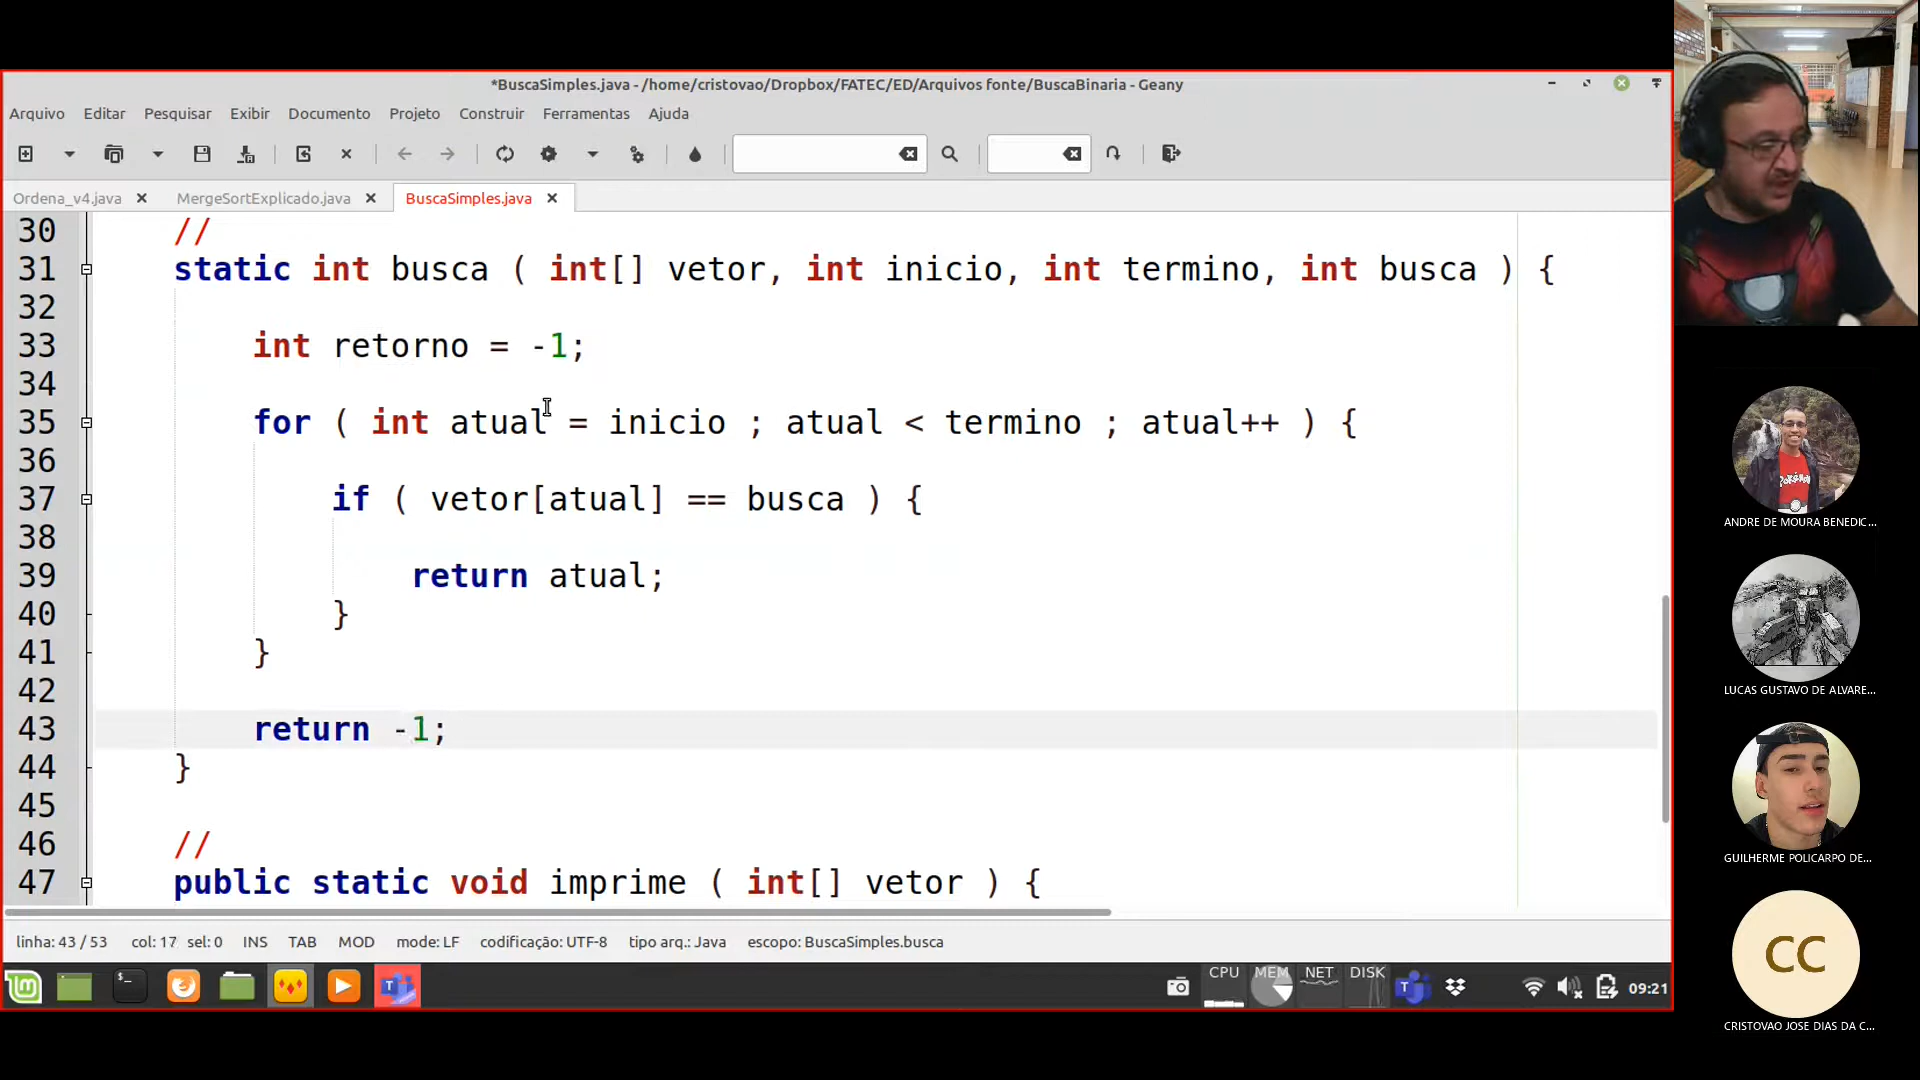 *BuscaSimples.java - /home/cristovao/Dropbox/FATEC/ED/Arquivos fonte/BuscaBinaria - Geany
Arquivo Editar Pesquisar Exibir Documento Projeto Construir Ferramentas Ajuda
Ordena_v4.java MergeSortExplicado.java BuscaSimples.java
30 //
31 static int busca ( int[] vetor, int inicio, int termino, int busca ) {
32
33 int retorno = -1;
34
35 for ( int atual = inicio ; atual < termino ; atual++ ) {
36
37 if ( vetor[atual] == busca ) {
38
39 return atual;
40 }
41 }
42
43 return -1;
44 }
45
46 //
47 public static void imprime ( int[] vetor ) {
linha: 43 / 53 col: 17 sel: 0 INS TAB MOD mode: LF codificação: UTF-8 tipo arq.: Java escopo: BuscaSimples.busca
CPU MEM NET DISK 09:21
ANDRE DE MOURA BENEDIC...
LUCAS GUSTAVO DE ALVARE...
GUILHERME POLICARPO DE...
CC
CRISTOVAO JOSE DIAS DA C...